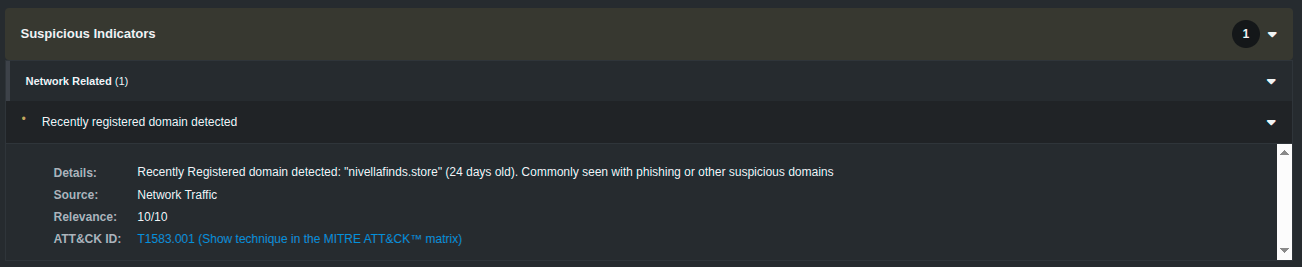 Suspicious Indicators 1
Network Related (1)
Recently registered domain detected
Details: Recently Registered domain detected: "nivellafinds.store" (24 days old). Commonly seen with phishing or other suspicious domains
Source: Network Traffic
Relevance: 10/10
ATT&CK ID: T1583.001 (Show technique in the MITRE ATT&CK™ matrix)